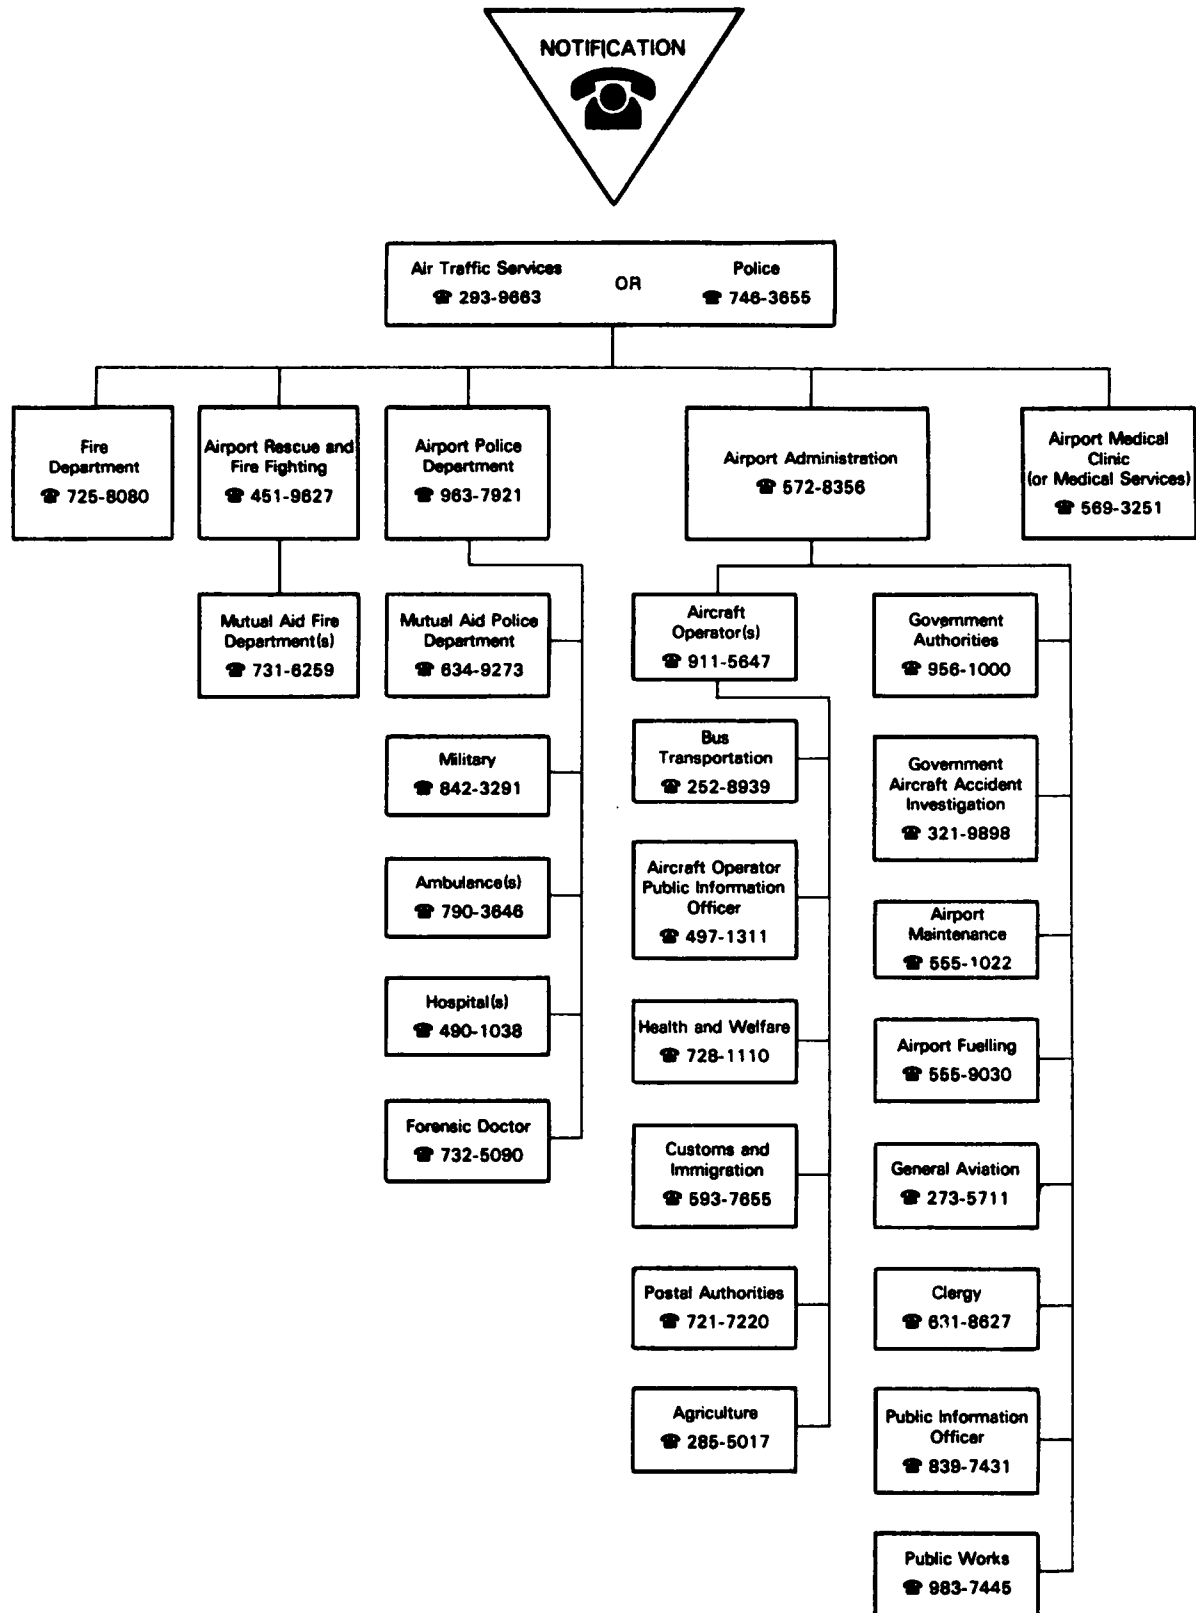 NOTIFICATION
Air Traffic Services
☎ 293-9663
OR
Police
☎ 746-3655
Fire
Department
☎ 725-8080
Airport Rescue and
Fire Fighting
☎ 451-9627
Airport Police
Department
☎ 963-7921
Airport Administration
☎ 572-8356
Airport Medical
Clinic
(or Medical Services)
☎ 569-3251
Mutual Aid Fire
Department(s)
☎ 731-6259
Mutual Aid Police
Department
☎ 634-9273
Military
☎ 842-3291
Ambulance(s)
☎ 790-3646
Hospital(s)
☎ 490-1038
Forensic Doctor
☎ 732-5090
Aircraft
Operator(s)
☎ 911-5647
Bus
Transportation
☎ 252-8939
Aircraft Operator
Public Information
Officer
☎ 497-1311
Health and Welfare
☎ 728-1110
Customs and
Immigration
☎ 593-7655
Postal Authorities
☎ 721-7220
Agriculture
☎ 285-5017
Government
Authorities
☎ 956-1000
Government
Aircraft Accident
Investigation
☎ 321-9898
Airport
Maintenance
☎ 555-1022
Airport Fuelling
☎ 555-9030
General Aviation
☎ 273-5711
Clergy
☎ 631-8627
Public Information
Officer
☎ 839-7431
Public Works
☎ 983-7445